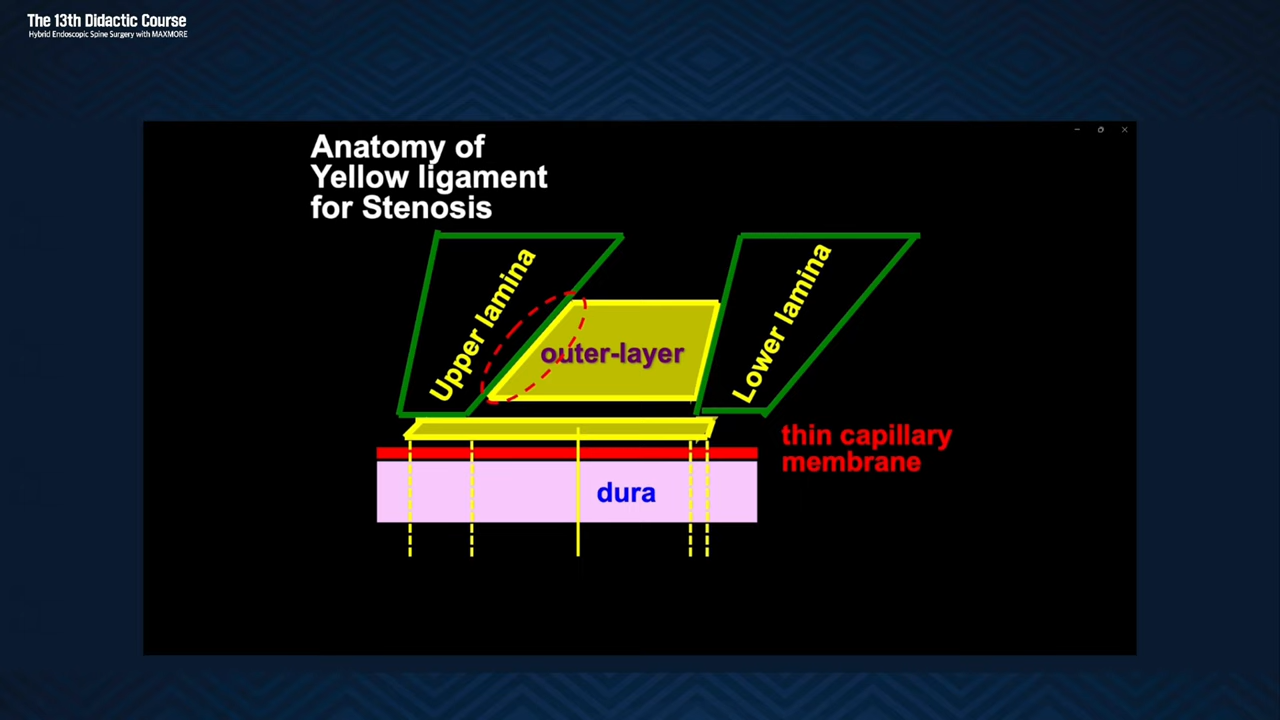 The 13th Didactic Course
Hybrid Endoscopic Spine Surgery with MAXMORE
Anatomy of
Yellow ligament
for Stenosis
Upper lamina
outer-layer
Lower lamina
thin capillary
membrane
dura